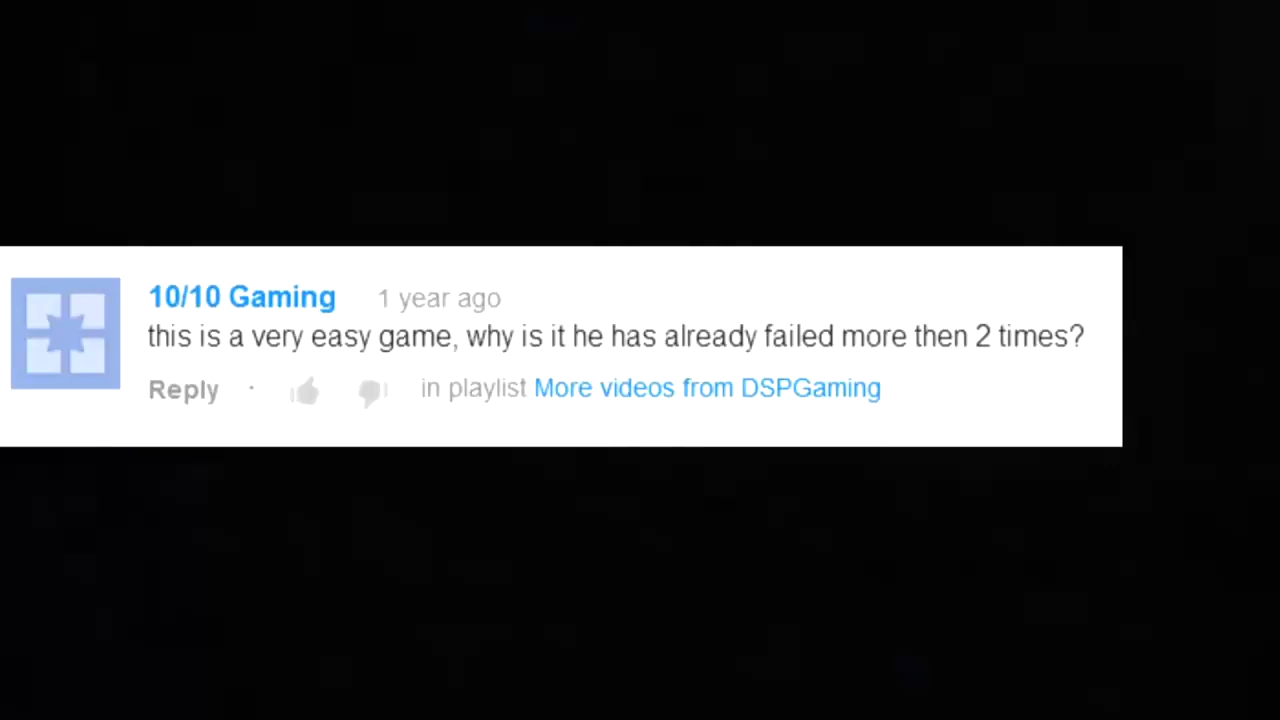 10/10 Gaming 1 year ago
this is a very easy game, why is it he has already failed more then 2 times?
Reply · in playlist More videos from DSPGaming